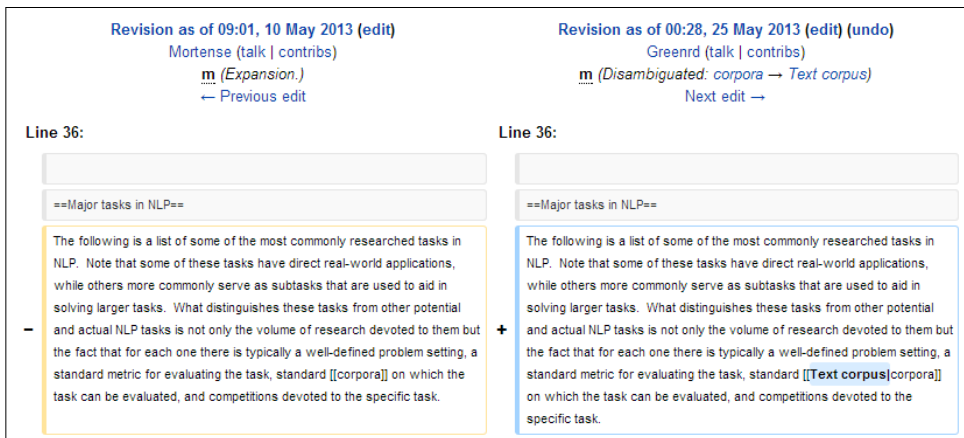 Revision as of 09:01, 10 May 2013 (edit)
Mortense (talk | contribs)
m (Expansion.)
← Previous edit
Line 36:
==Major tasks in NLP==
The following is a list of some of the most commonly researched tasks in
NLP.  Note that some of these tasks have direct real-world applications,
while others more commonly serve as subtasks that are used to aid in
solving larger tasks.  What distinguishes these tasks from other potential
− and actual NLP tasks is not only the volume of research devoted to them but
the fact that for each one there is typically a well-defined problem setting, a
standard metric for evaluating the task, standard [[corpora]] on which the
task can be evaluated, and competitions devoted to the specific task.
Revision as of 00:28, 25 May 2013 (edit) (undo)
Greenrd (talk | contribs)
m (Disambiguated: corpora → Text corpus)
Next edit →
Line 36:
==Major tasks in NLP==
The following is a list of some of the most commonly researched tasks in
NLP.  Note that some of these tasks have direct real-world applications,
while others more commonly serve as subtasks that are used to aid in
solving larger tasks.  What distinguishes these tasks from other potential
+ and actual NLP tasks is not only the volume of research devoted to them but
the fact that for each one there is typically a well-defined problem setting, a
standard metric for evaluating the task, standard [[Text corpus|corpora]]
on which the task can be evaluated, and competitions devoted to the
specific task.